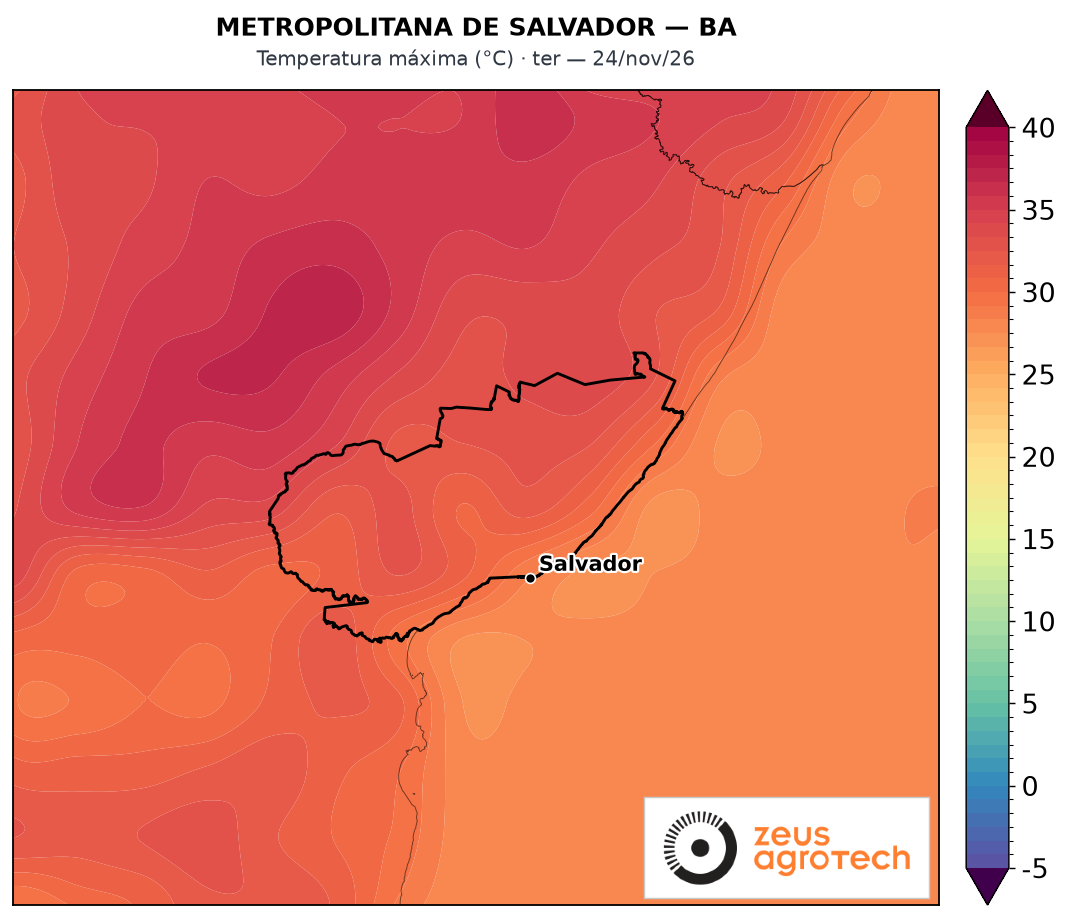 METROPOLITANA DE SALVADOR — BA
Temperatura máxima (°C) · ter — 24/nov/26
40
35
30
25
20
15
10
5
0
-5
Salvador
zeus
agrotech